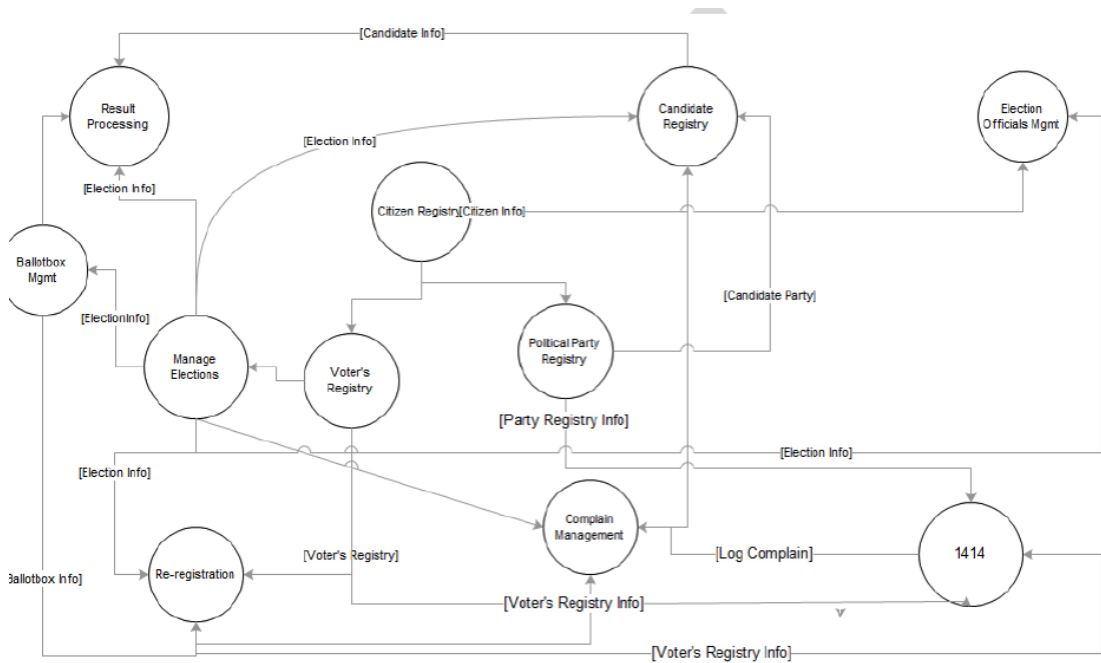 [Candidate Info]
Result
Processing
Candidate
Registry
Election
Officials Mgmt
[Election Info]
[Election Info]
Citizen Registry
[Citizen Info]
Ballotbox
Mgmt
[ElectionInfo]
[Candidate Party]
Manage
Elections
Voter's
Registry
Political Party
Registry
[Party Registry Info]
[Election Info]
[Election Info]
Complain
Management
[Voter's Registry]
[Log Complain]
1414
Re-registration
Ballotbox Info]
[Voter's Registry Info]
[Voter's Registry Info]